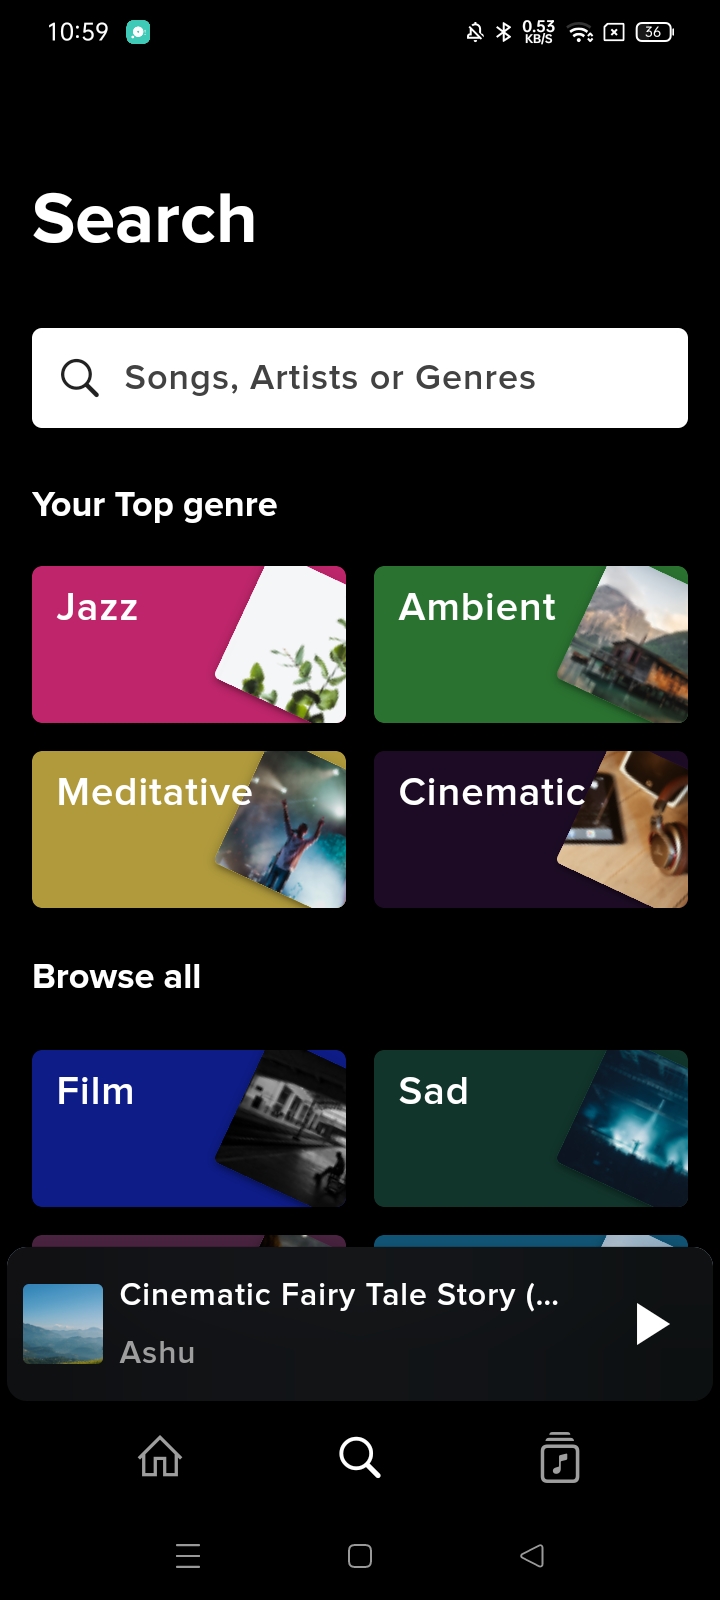 10:59
0.53
KB/S
36
Search
Songs, Artists or Genres
Your Top genre
Jazz
Ambient
Meditative
Cinematic
Browse all
Film
Sad
Cinematic Fairy Tale Story (...
Ashu